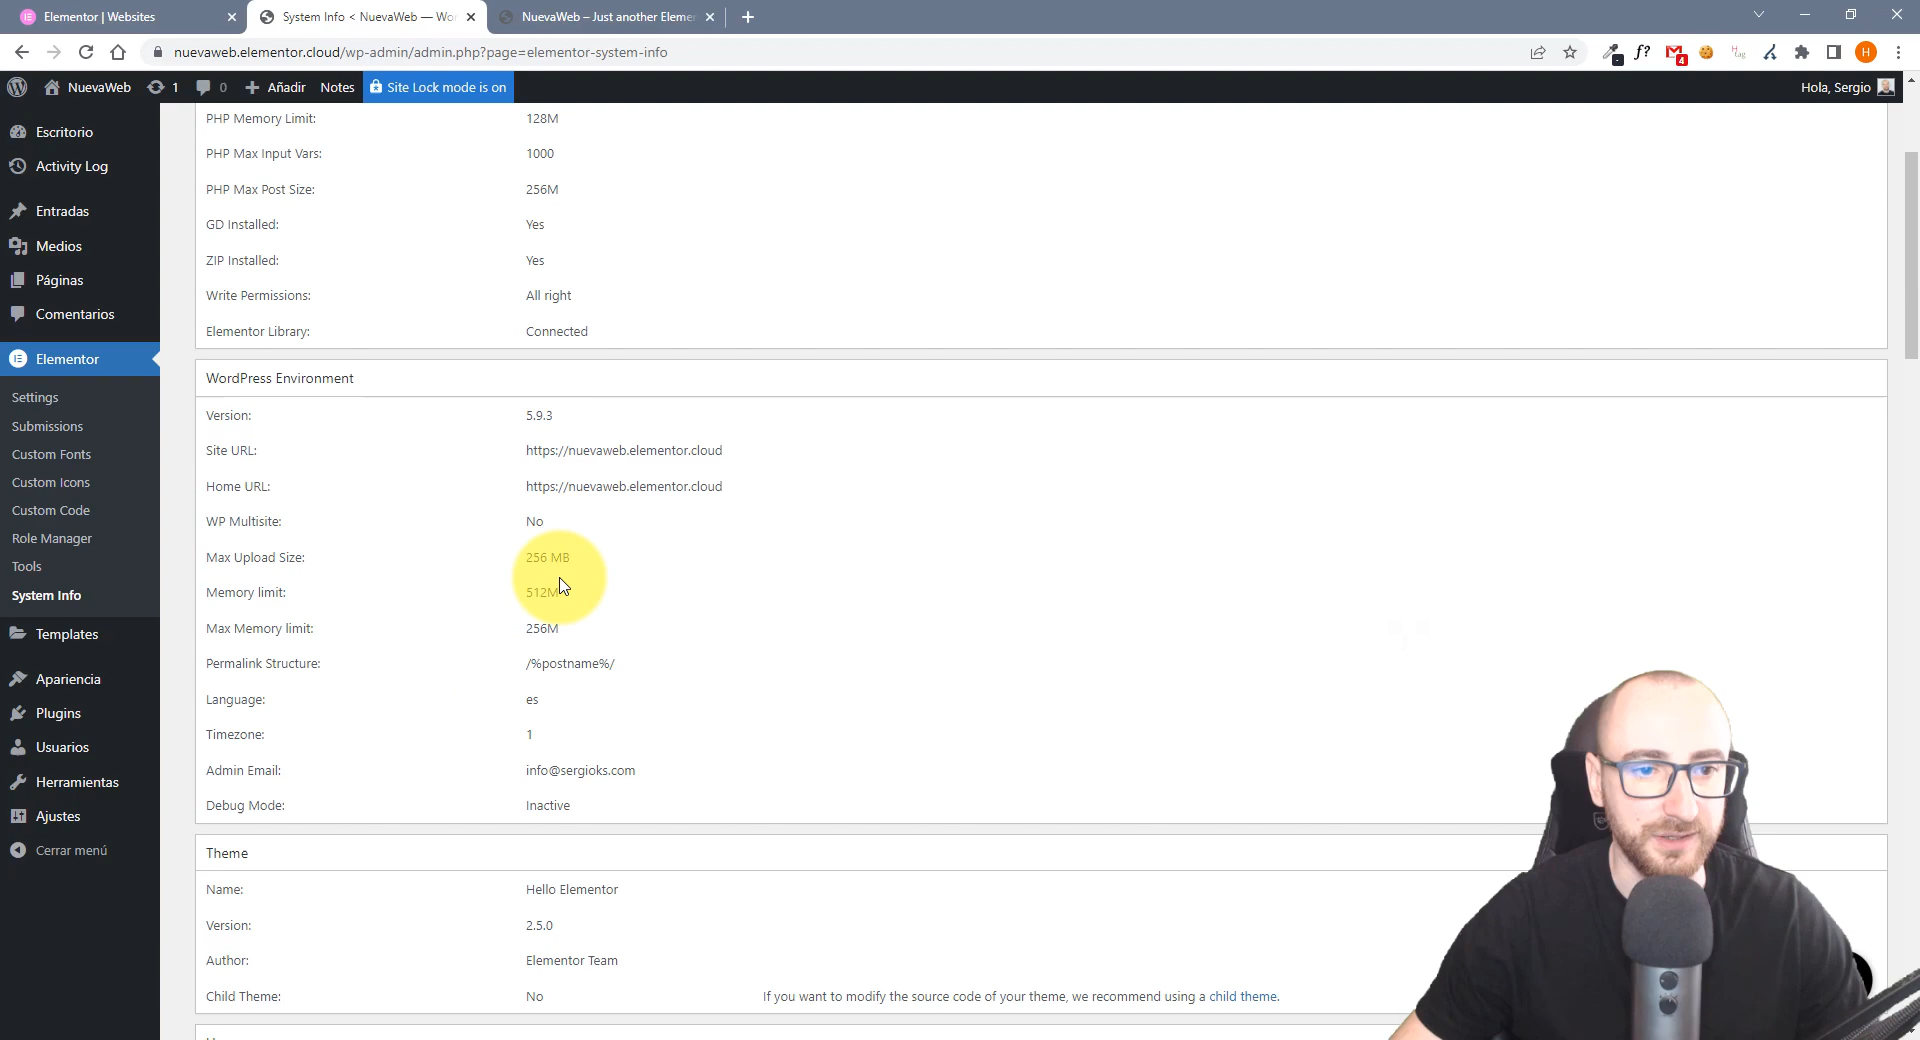 Elementor | Websites
System Info < NuevaWeb — Wor
NuevaWeb – Just another Elemen
nuevaweb.elementor.cloud/wp-admin/admin.php?page=elementor-system-info
f?
4
H
NuevaWeb
1
0
Añadir
Notes
Site Lock mode is on
Hola, Sergio
Escritorio
Activity Log
Entradas
Medios
Páginas
Comentarios
Elementor
Settings
Submissions
Custom Fonts
Custom Icons
Custom Code
Role Manager
Tools
System Info
Templates
Apariencia
Plugins
Usuarios
Herramientas
Ajustes
Cerrar menú
PHP Memory Limit: 128M
PHP Max Input Vars: 1000
PHP Max Post Size: 256M
GD Installed: Yes
ZIP Installed: Yes
Write Permissions: All right
Elementor Library: Connected
WordPress Environment
Version: 5.9.3
Site URL: https://nuevaweb.elementor.cloud
Home URL: https://nuevaweb.elementor.cloud
WP Multisite: No
Max Upload Size: 256 MB
Memory limit: 512M
Max Memory limit: 256M
Permalink Structure: /%postname%/
Language: es
Timezone: 1
Admin Email: info@sergioks.com
Debug Mode: Inactive
Theme
Name: Hello Elementor
Version: 2.5.0
Author: Elementor Team
Child Theme: No If you want to modify the source code of your theme, we recommend using a child theme.